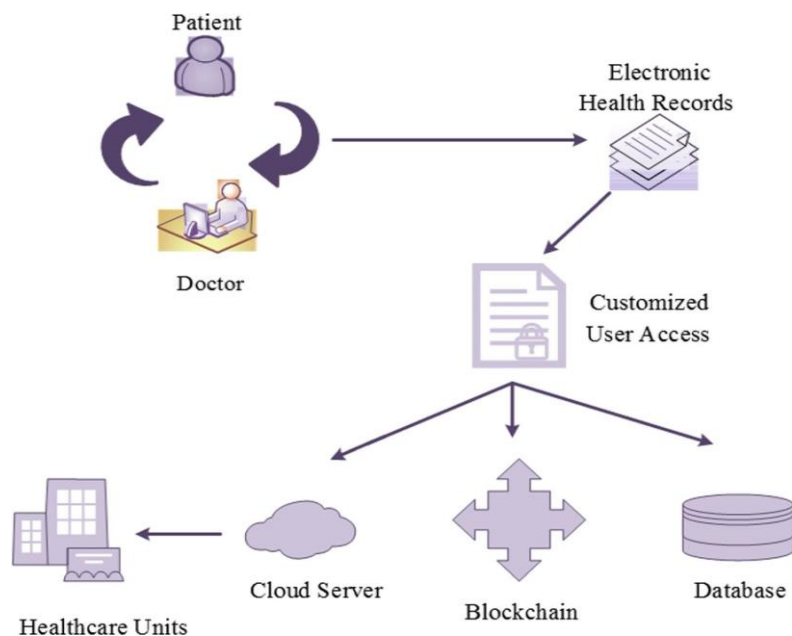 Patient
Electronic
Health Records
Doctor
Customized
User Access
Cloud Server
Blockchain
Database
Healthcare Units